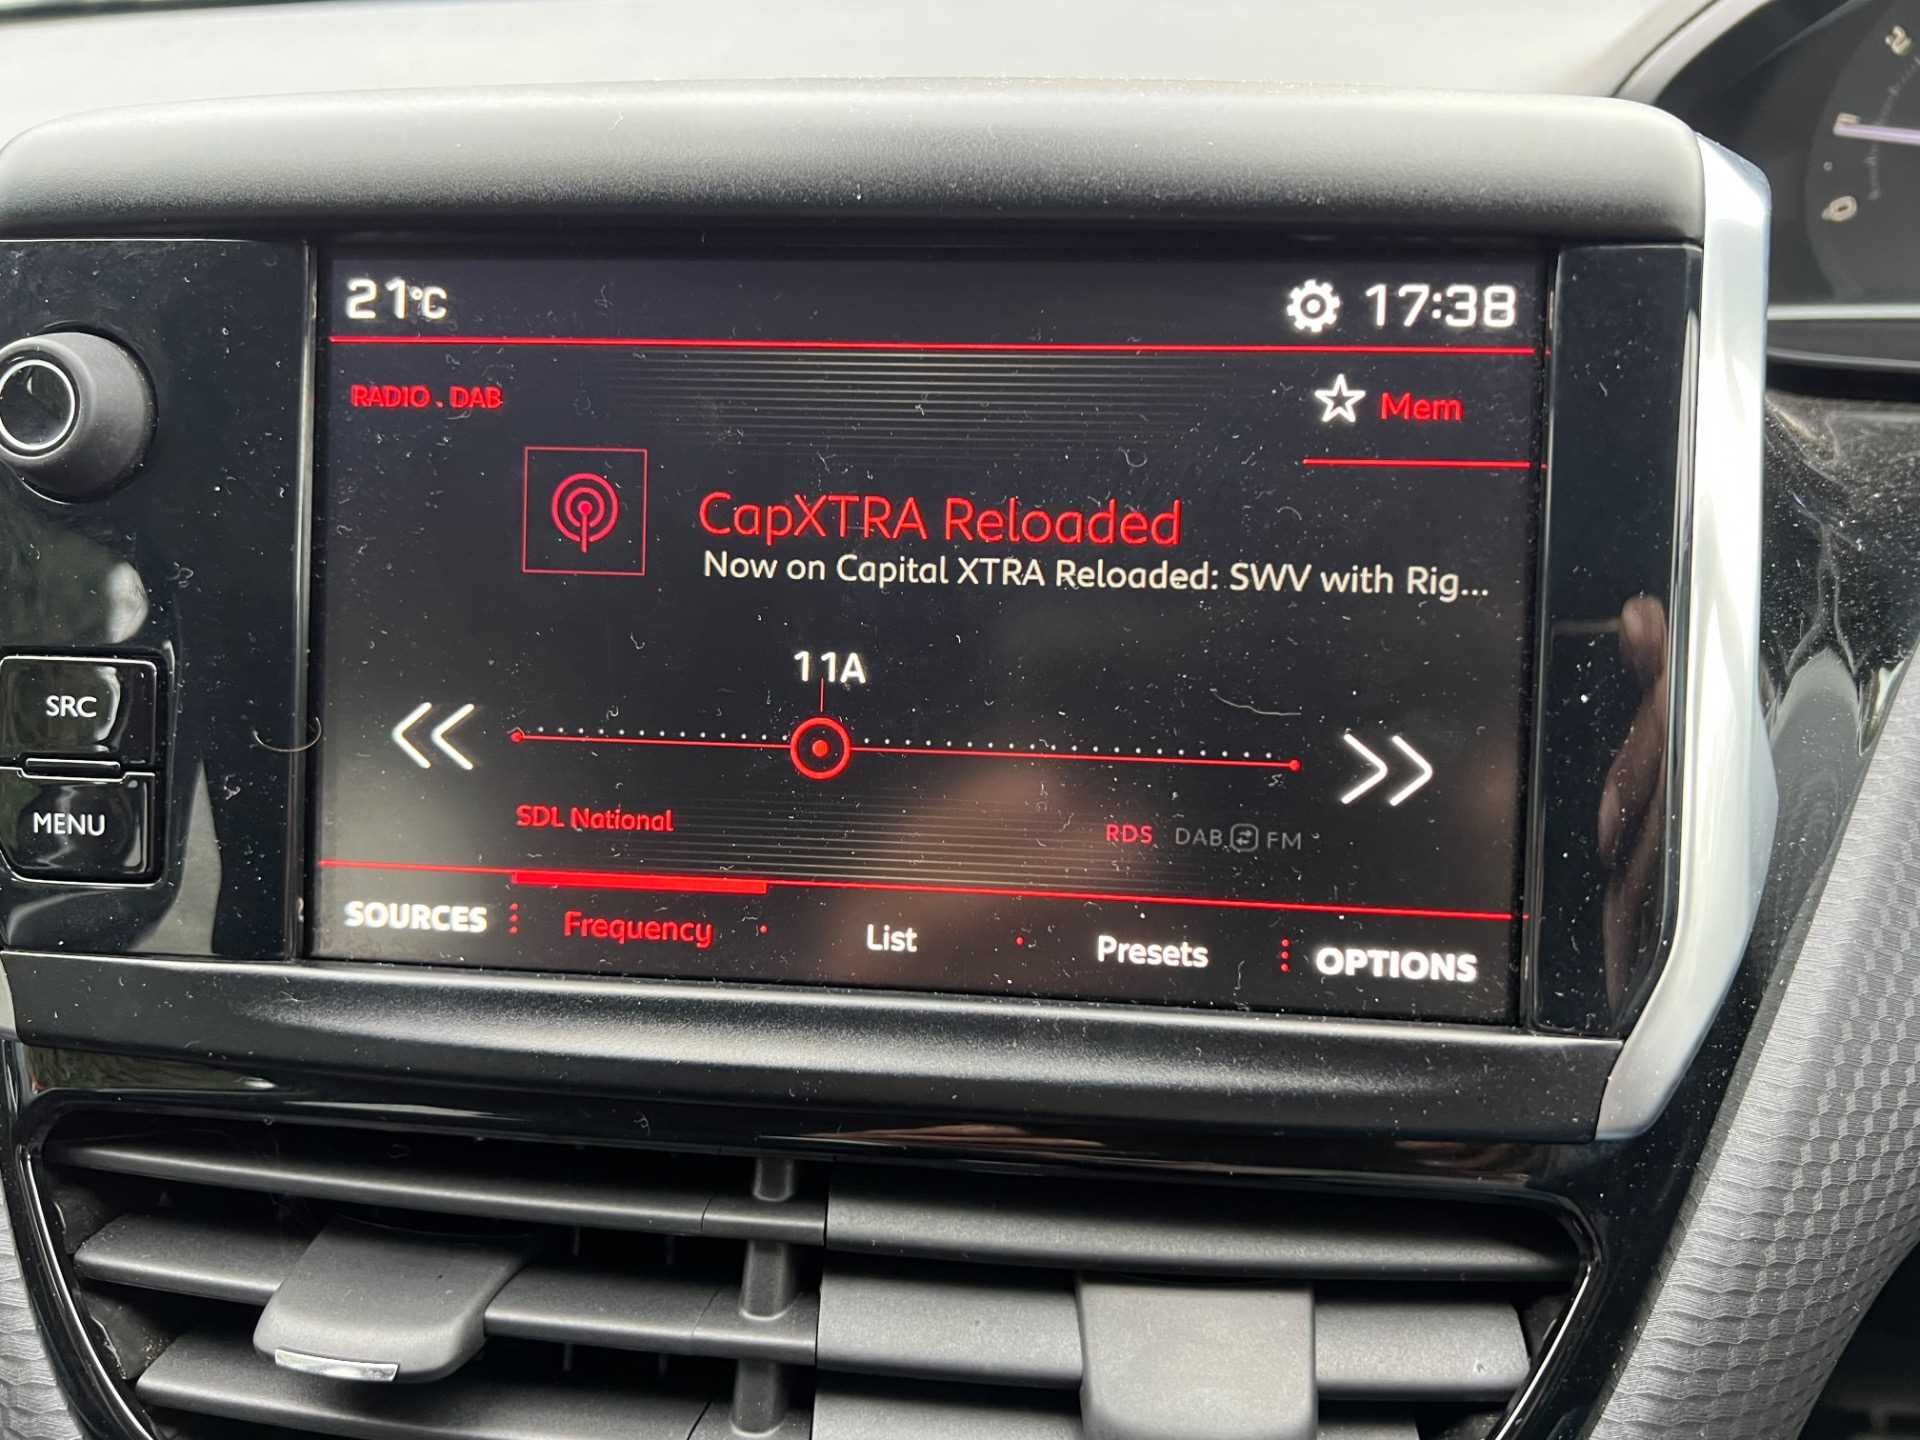 21°C
17:38
RADIO . DAB
Mem
CapXTRA Reloaded
Now on Capital XTRA Reloaded: SWV with Rig...
11A
SRC
MENU
SDL National
RDS DAB FM
SOURCES
Frequency
List
Presets
OPTIONS